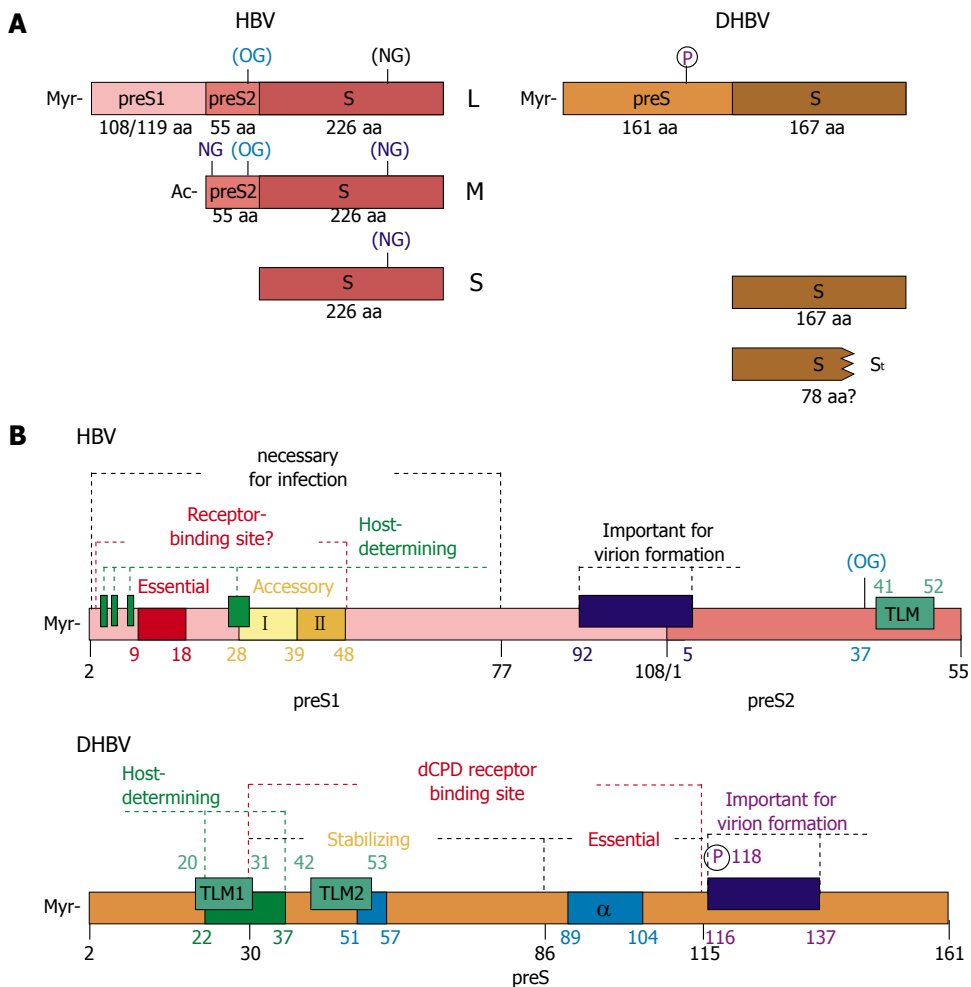 A
HBV
DHBV
(OG) (NG)
P
Myr- preS1 preS2 S L
108/119 aa 55 aa 226 aa
Myr- preS S
161 aa 167 aa
NG (OG) (NG)
Ac- preS2 S M
55 aa 226 aa
(NG)
S S
226 aa
S
167 aa
S St
78 aa?
B
HBV
necessary
for infection
Receptor-
binding site?
Host-
determining
Important for
virion formation
Essential Accessory
(OG)
41 52
Myr- I II TLM
9 18 28 39 48 92 5 37
2 77 108/1 55
preS1 preS2
DHBV
Host-
determining
dCPD receptor
binding site
Important for
virion formation
Stabilizing Essential
20 31 42 53 P 118
TLM1 TLM2
Myr- α
22 37 51 57 89 104 116 137
2 30 86 115 161
preS